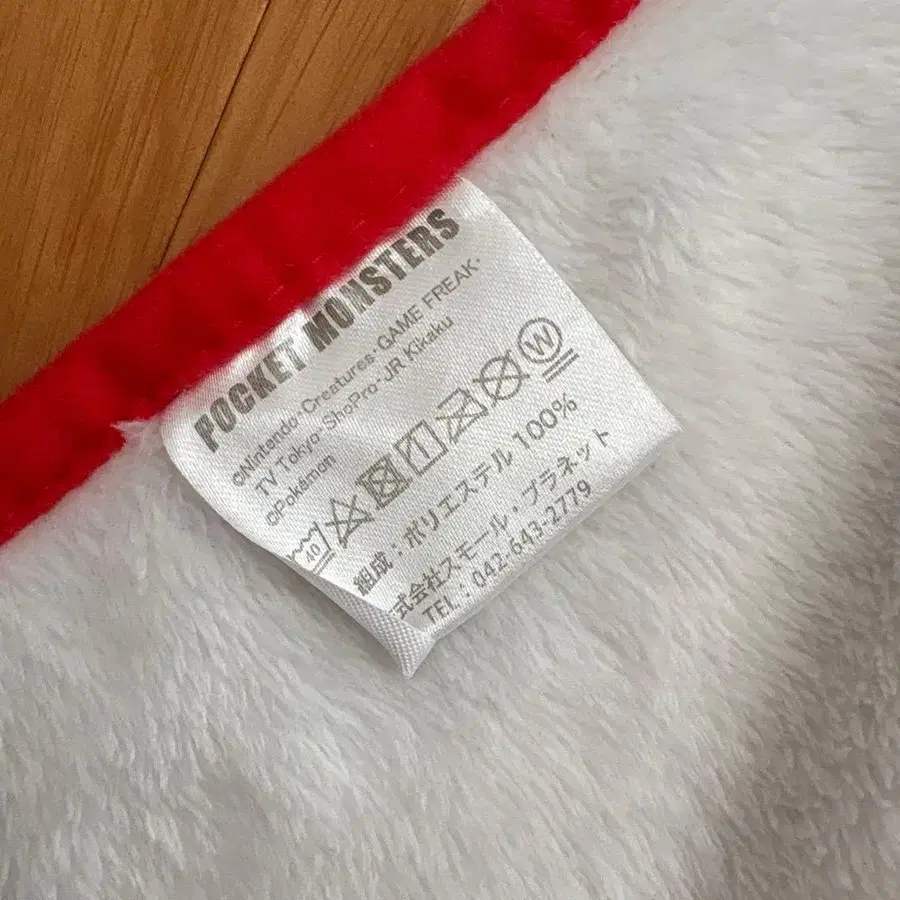 POCKET MONSTERS
©Nintendo･Creatures･GAME FREAK･
TV Tokyo･ShoPro･JR Kikaku
©Pokémon
40 W
組成：ポリエステル 100%
式会社スモール・プラネット
TEL：042-643-2779